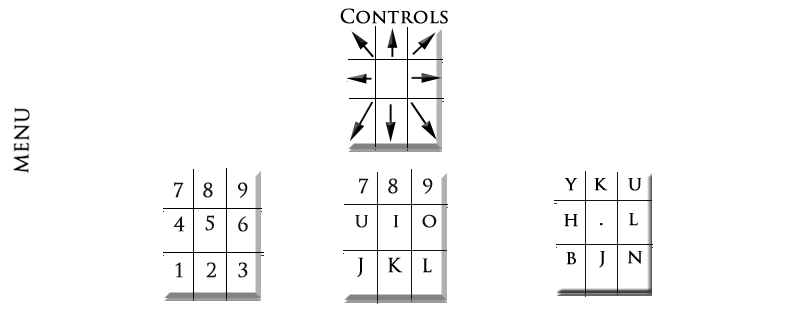 CONTROLS
MENU
7 8 9
4 5 6
1 2 3
7 8 9
U I O
J K L
Y K U
H . L
B J N